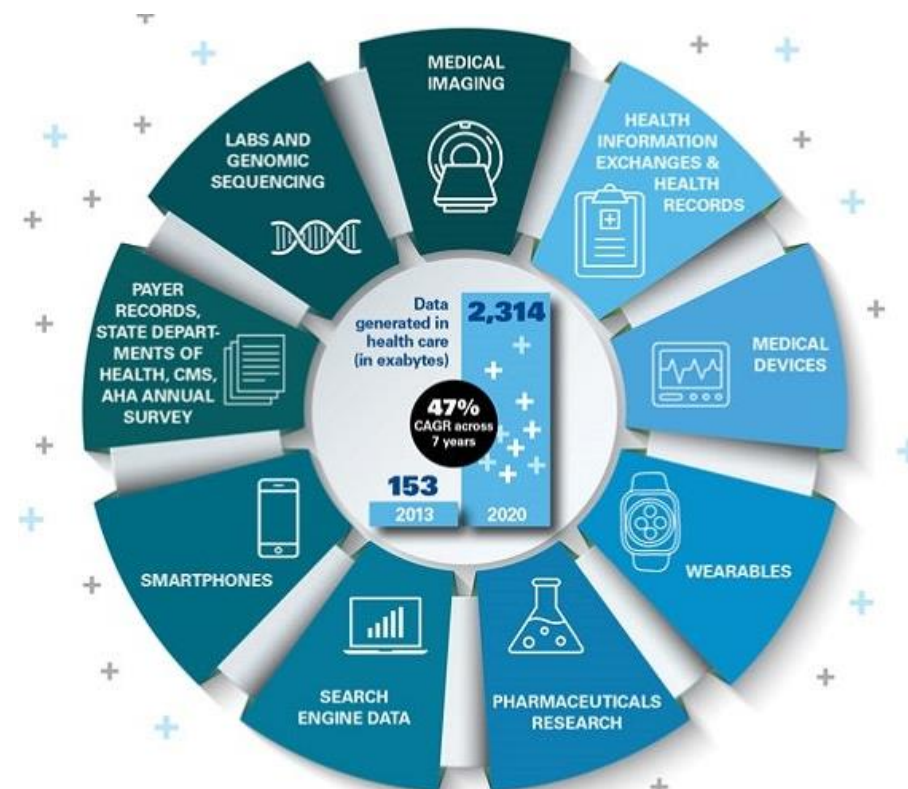 MEDICAL
IMAGING
HEALTH
INFORMATION
EXCHANGES &
HEALTH
RECORDS
MEDICAL
DEVICES
WEARABLES
PHARMACEUTICALS
RESEARCH
SEARCH
ENGINE DATA
SMARTPHONES
PAYER
RECORDS,
STATE DEPART-
MENTS OF
HEALTH, CMS,
AHA ANNUAL
SURVEY
LABS AND
GENOMIC
SEQUENCING
Data
generated in
health care
(in exabytes)
2,314
47%
CAGR across
7 years
153
2013
2020